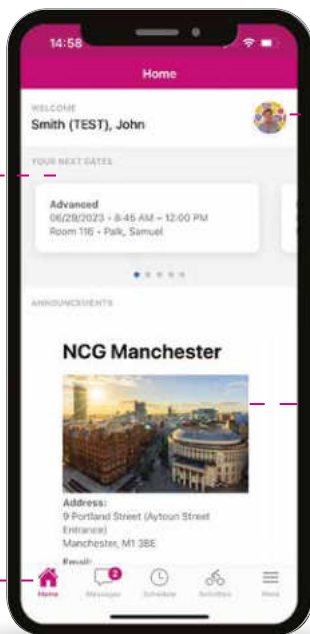 14:58
Home
WELCOME
Smith (TEST), John
YOUR NEXT DATES
Advanced
06/29/2023 • 8:45 AM – 12:00 PM
Room 116 • Palk, Samuel
ANNOUNCEMENTS
NCG Manchester
Address:
9 Portland Street (Aytoun Street
Entrance)
Manchester, M1 3BE
Email:
2
Home Messages Schedule Activities More